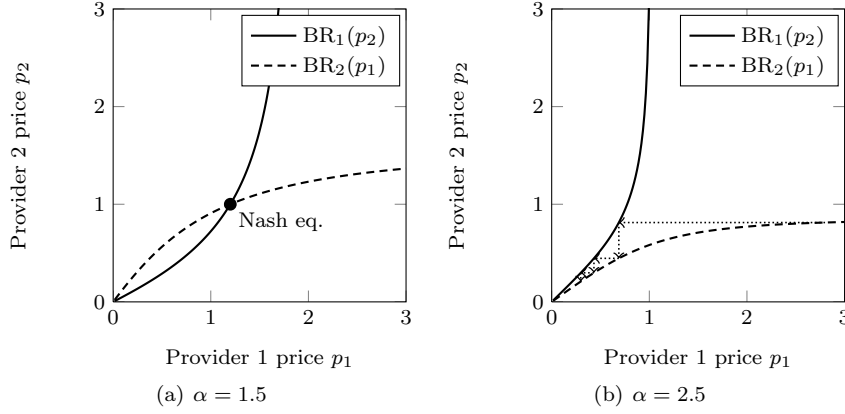 3
2
1
0
0 1 2 3
Provider 2 price p₂
Provider 1 price p₁
BR₁(p₂)
BR₂(p₁)
Nash eq.
(a) α = 1.5
3
2
1
0
0 1 2 3
Provider 2 price p₂
Provider 1 price p₁
BR₁(p₂)
BR₂(p₁)
(b) α = 2.5